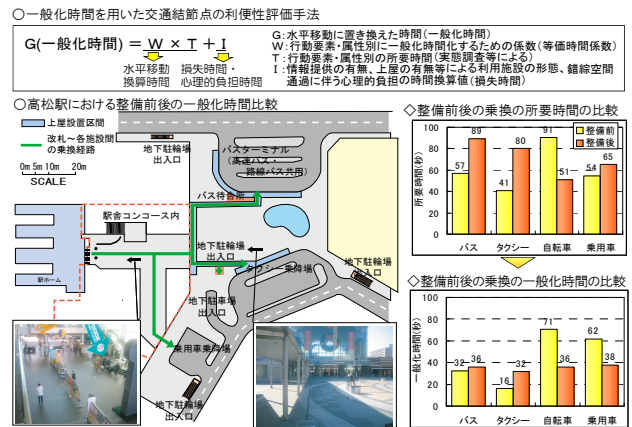 ○一般化時間を用いた交通結節点の利便性評価手法
G(一般化時間) = W × T + I
水平移動 損失時間・
換算時間 心理的負担時間
G：水平移動に置き換えた時間(一般化時間)
W：行動要素・属性別に一般化時間化するための係数(等価時間係数)
T：行動要素・属性別の所要時間(実態調査等による)
I：情報提供の有無、上屋の有無等による利用施設の形態、錯綜空間
通過に伴う心理的負担の時間換算値(損失時間)
○高松駅における整備前後の一般化時間比較
上屋設置区間
改札～各施設間
の乗換経路
0m 5m 10m 20m
SCALE
地下駐輪場
出入口
バスターミナル
(高速バス・
路線バス共用)
バス待合所
駅舎コンコース内
地下駐輪場
出入口
タクシー乗降場
地下駐輪場
出入口
駅ホーム
地下駐車場
出入口
乗用車乗降場
地下駐輪場
出入口
◇整備前後の乗換の所要時間の比較
所要時間(秒)
100
80
60
40
20
0
整備前
整備後
57 89 41 80 91 51 54 65
バス タクシー 自転車 乗用車
◇整備前後の乗換の一般化時間の比較
一般化時間(秒)
100
80
60
40
20
0
32 36 16 32 71 36 62 38
バス タクシー 自転車 乗用車